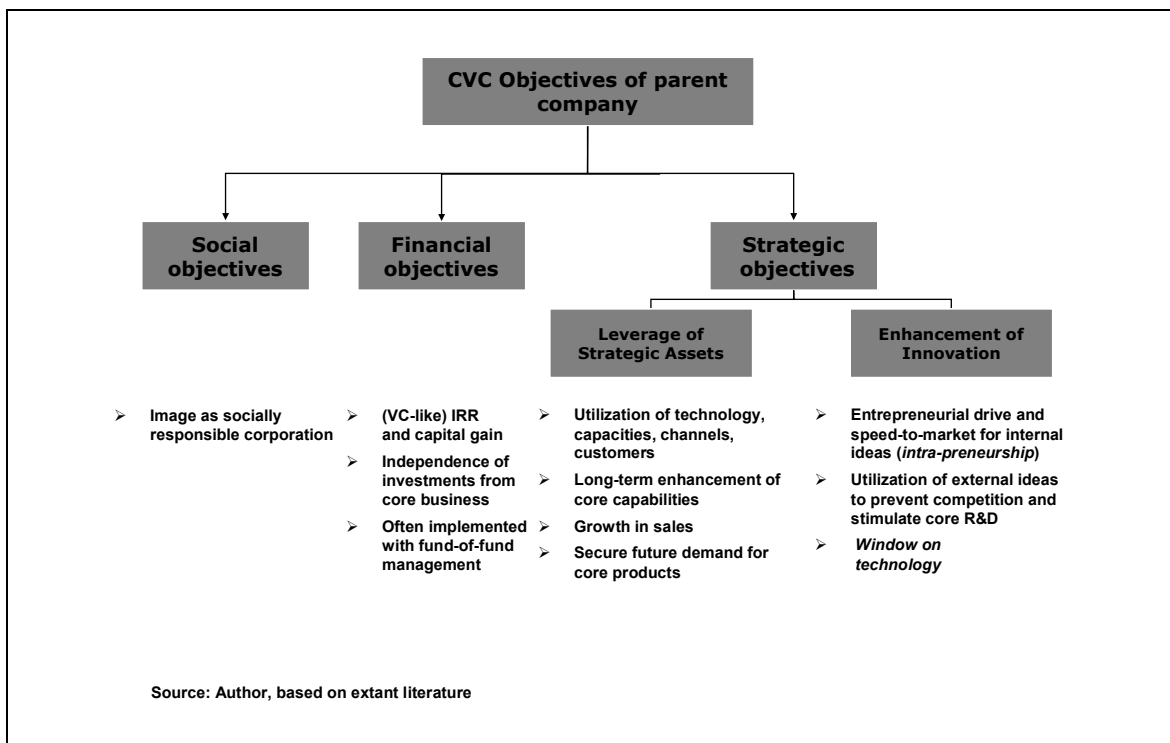 CVC Objectives of parent
company
Social
objectives
Financial
objectives
Strategic
objectives
Leverage of
Strategic Assets
Enhancement of
Innovation
➢ Image as socially
responsible corporation
➢ (VC-like) IRR
and capital gain
➢ Independence of
investments from
core business
➢ Often implemented
with fund-of-fund
management
➢ Utilization of technology,
capacities, channels,
customers
➢ Long-term enhancement of
core capabilities
➢ Growth in sales
➢ Secure future demand for
core products
➢ Entrepreneurial drive and
speed-to-market for internal
ideas (intra-preneurship)
➢ Utilization of external ideas
to prevent competition and
stimulate core R&D
➢ Window on
technology
Source: Author, based on extant literature